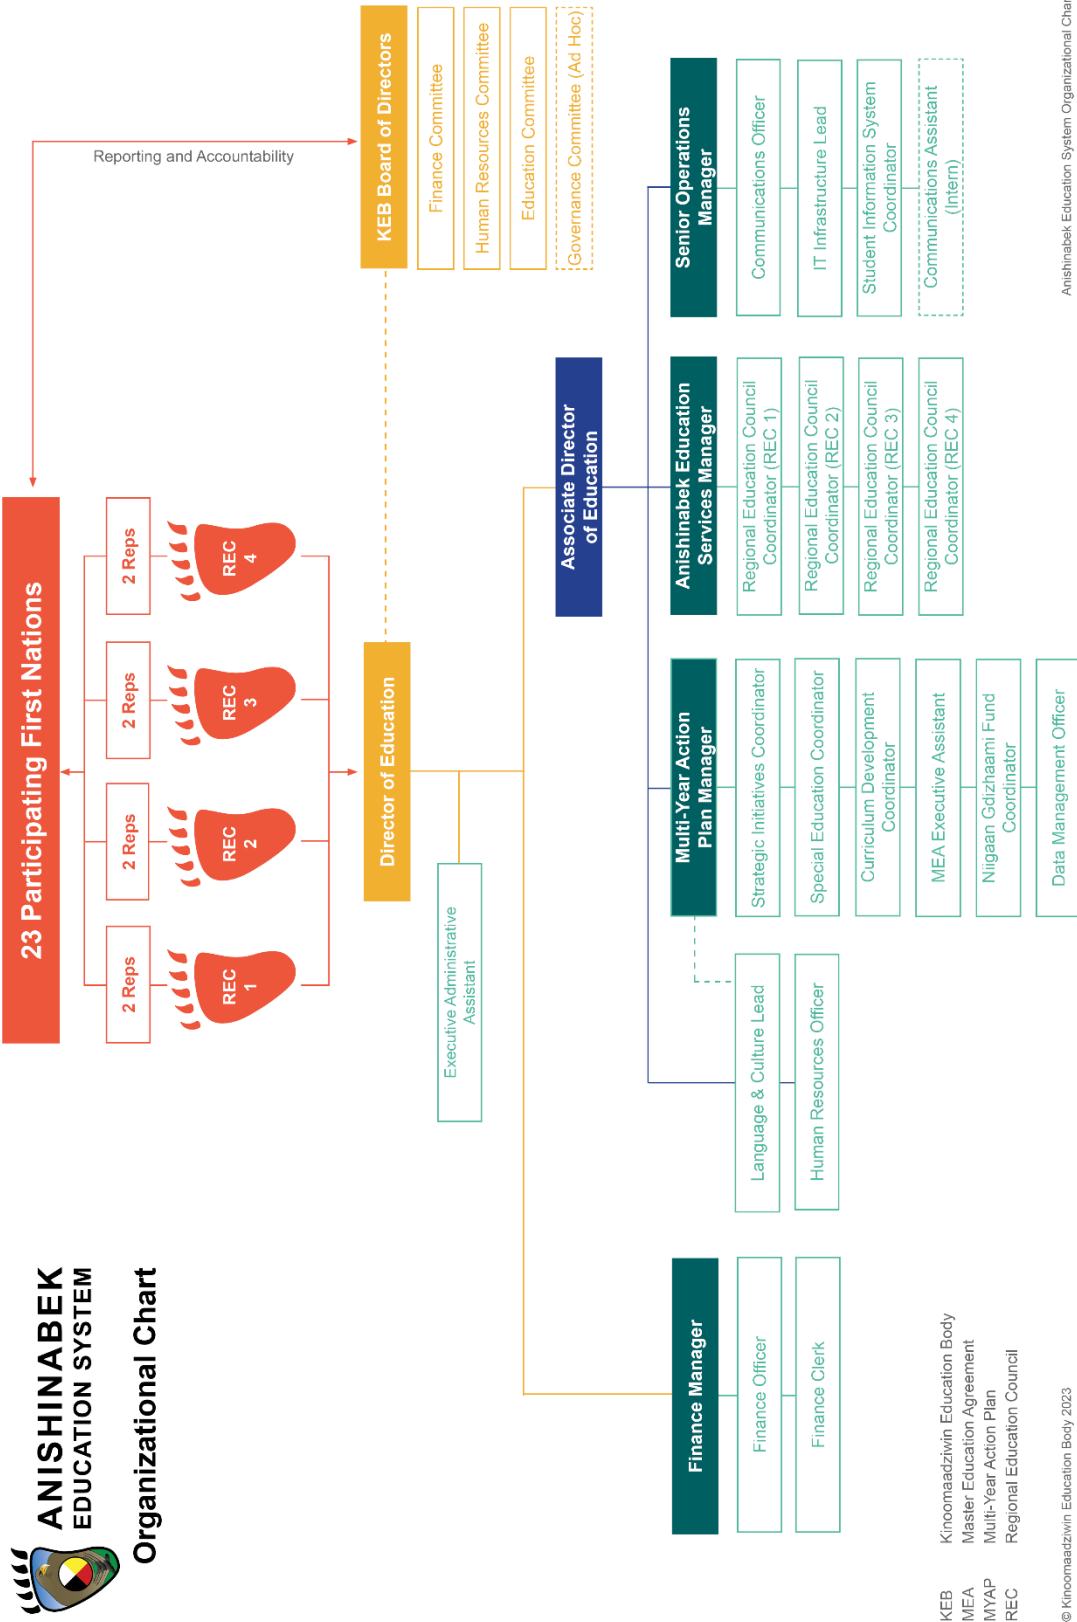 ANISHINABEK
EDUCATION SYSTEM
Organizational Chart
23 Participating First Nations
Reporting and Accountability
2 Reps
2 Reps
2 Reps
2 Reps
REC
1
REC
2
REC
3
REC
4
Director of Education
KEB Board of Directors
Finance Committee
Human Resources Committee
Education Committee
Governance Committee (Ad Hoc)
Executive Administrative
Assistant
Associate Director
of Education
Finance Manager
Finance Officer
Finance Clerk
Language & Culture Lead
Human Resources Officer
Multi-Year Action
Plan Manager
Strategic Initiatives Coordinator
Special Education Coordinator
Curriculum Development
Coordinator
MEA Executive Assistant
Niigaan Gdizhaami Fund
Coordinator
Data Management Officer
Anishinabek Education
Services Manager
Regional Education Council
Coordinator (REC 1)
Regional Education Council
Coordinator (REC 2)
Regional Education Council
Coordinator (REC 3)
Regional Education Council
Coordinator (REC 4)
Senior Operations
Manager
Communications Officer
IT Infrastructure Lead
Student Information System
Coordinator
Communications Assistant
(Intern)
KEB Kinoomaadziwin Education Body
MEA Master Education Agreement
MYAP Multi-Year Action Plan
REC Regional Education Council
© Kinoomaadziwin Education Body 2023
Anishinabek Education System Organizational Char